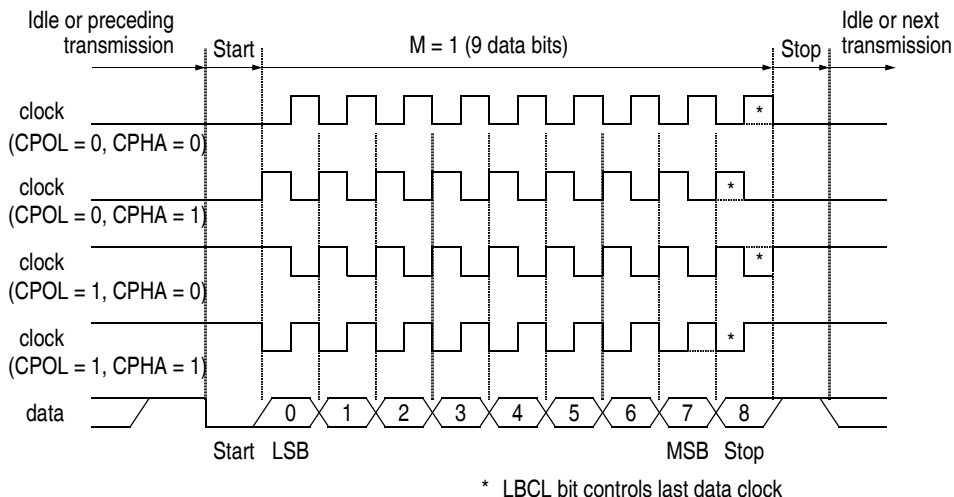 Idle or preceding
transmission
Start
M = 1 (9 data bits)
Stop
Idle or next
transmission
clock
(CPOL = 0, CPHA = 0)
*
clock
(CPOL = 0, CPHA = 1)
*
clock
(CPOL = 1, CPHA = 0)
*
clock
(CPOL = 1, CPHA = 1)
*
data
0 1 2 3 4 5 6 7 8
Start LSB MSB Stop
* LBCL bit controls last data clock